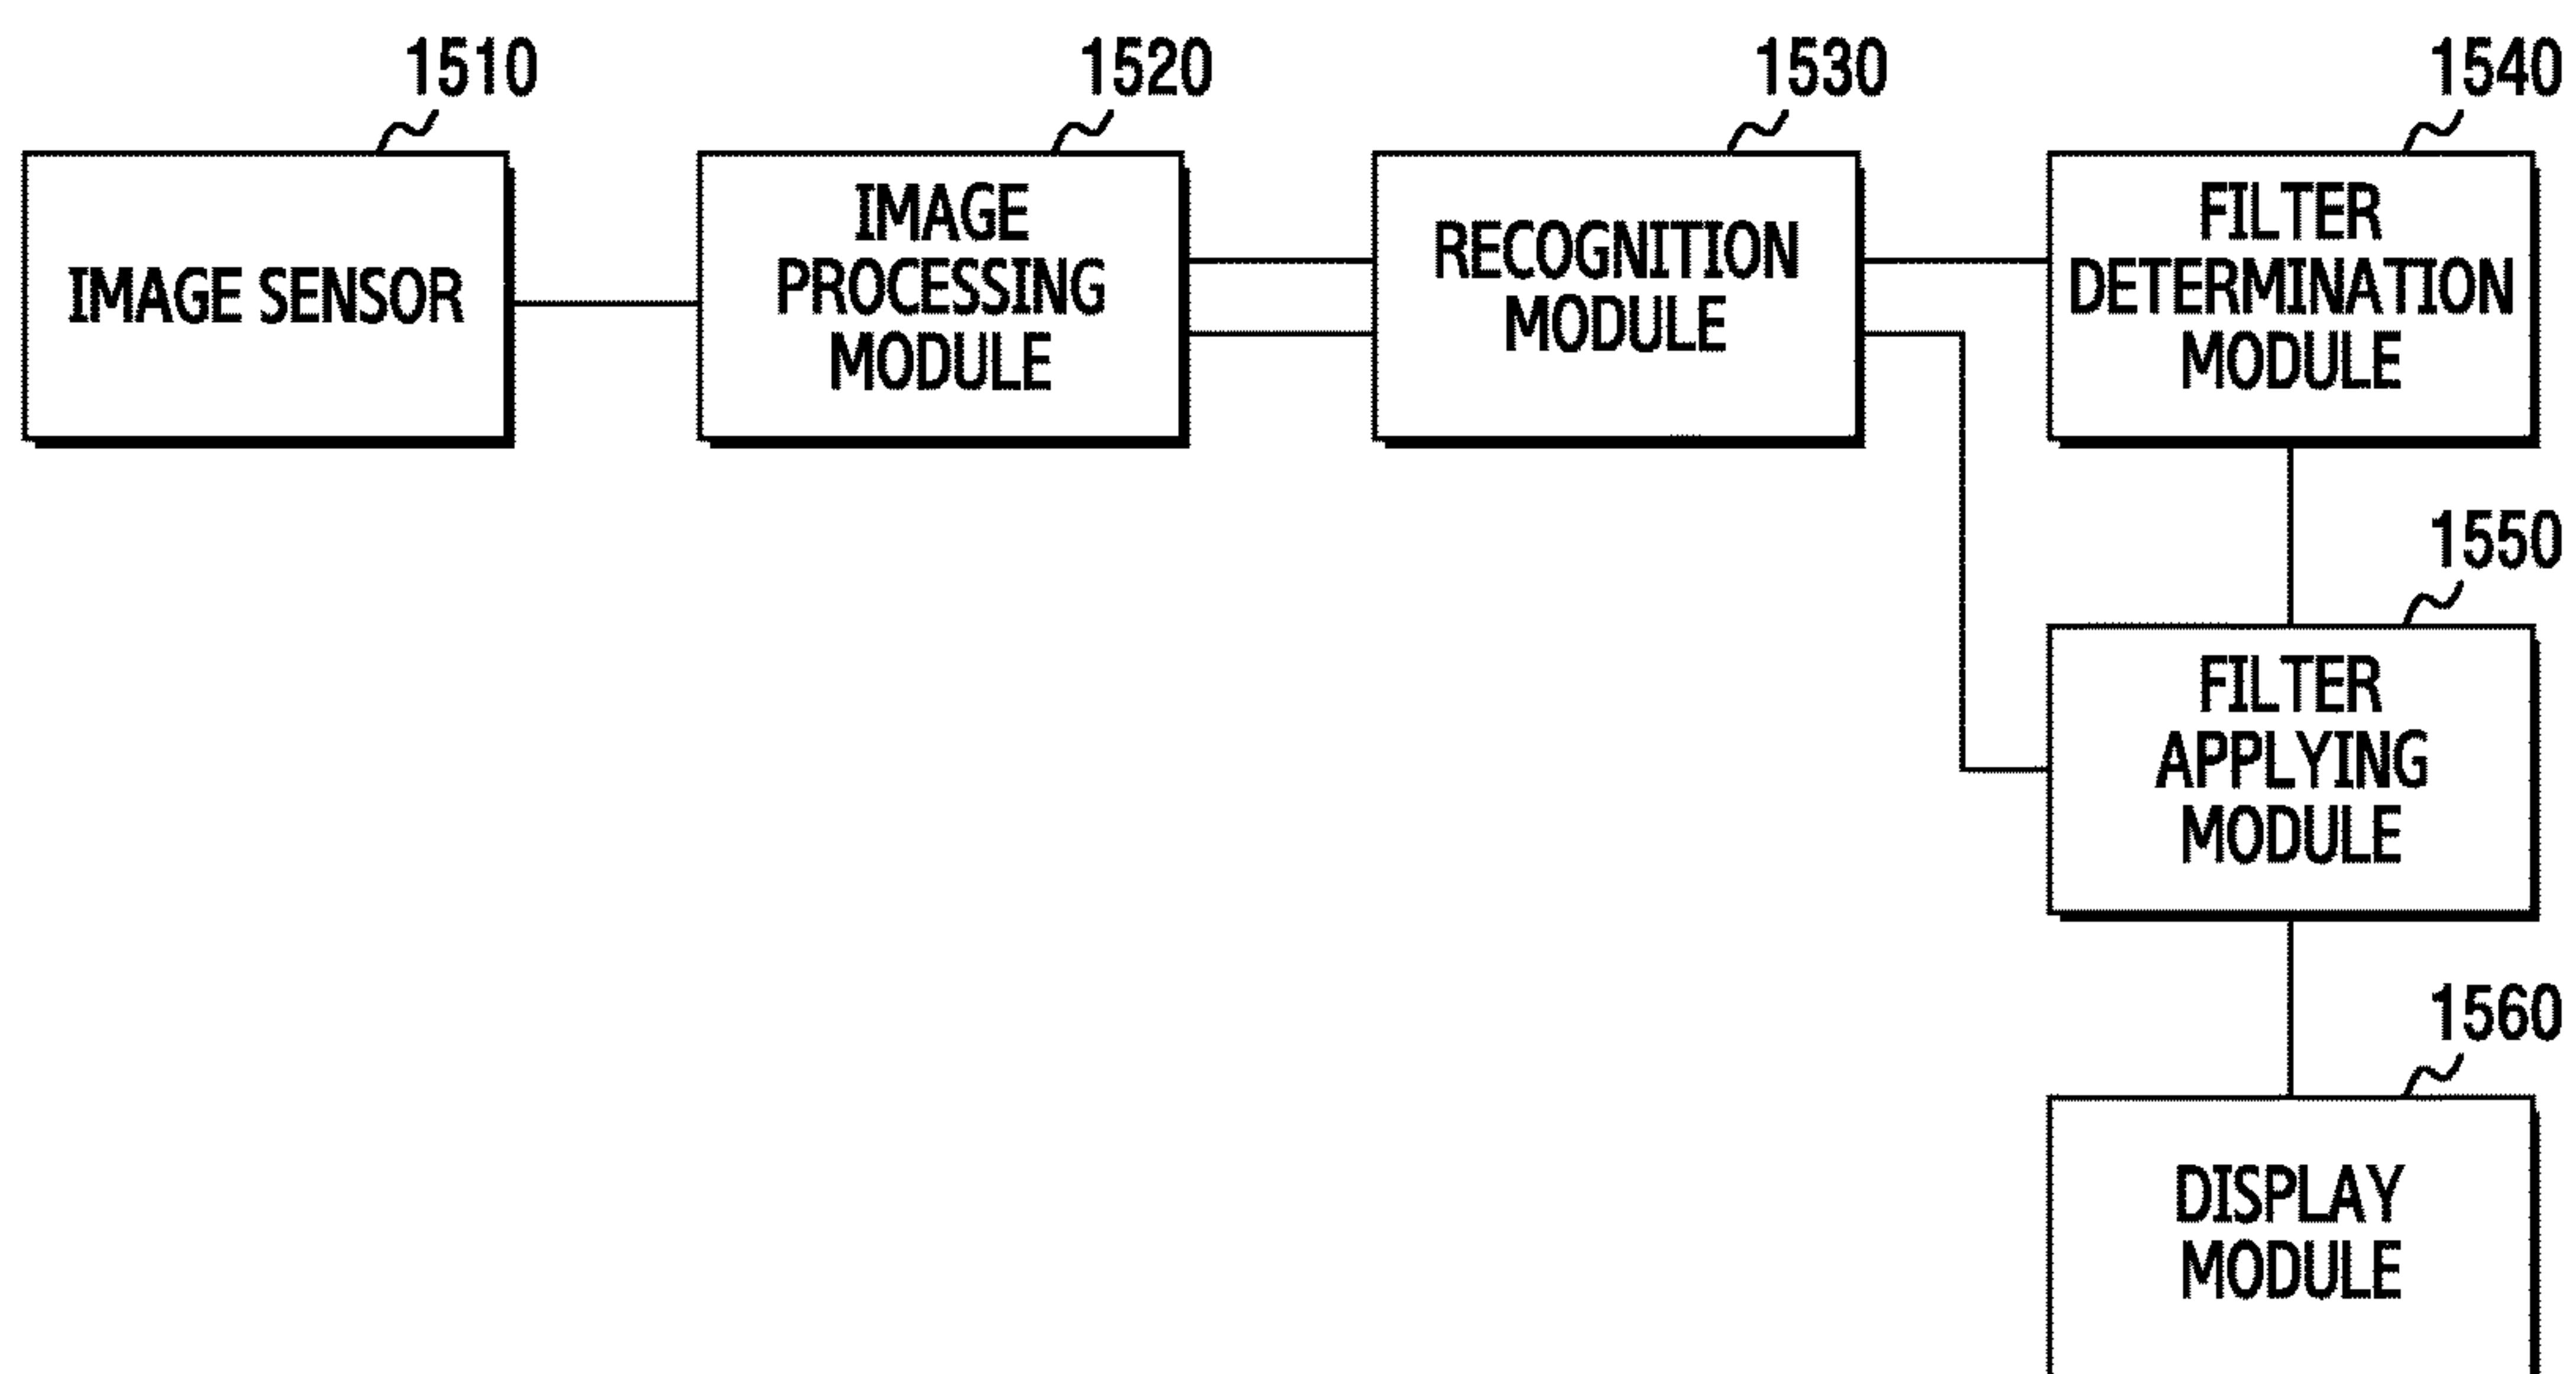 1510
1520
1530
1540
IMAGE SENSOR
IMAGE
PROCESSING
MODULE
RECOGNITION
MODULE
FILTER
DETERMINATION
MODULE
1550
FILTER
APPLYING
MODULE
1560
DISPLAY
MODULE